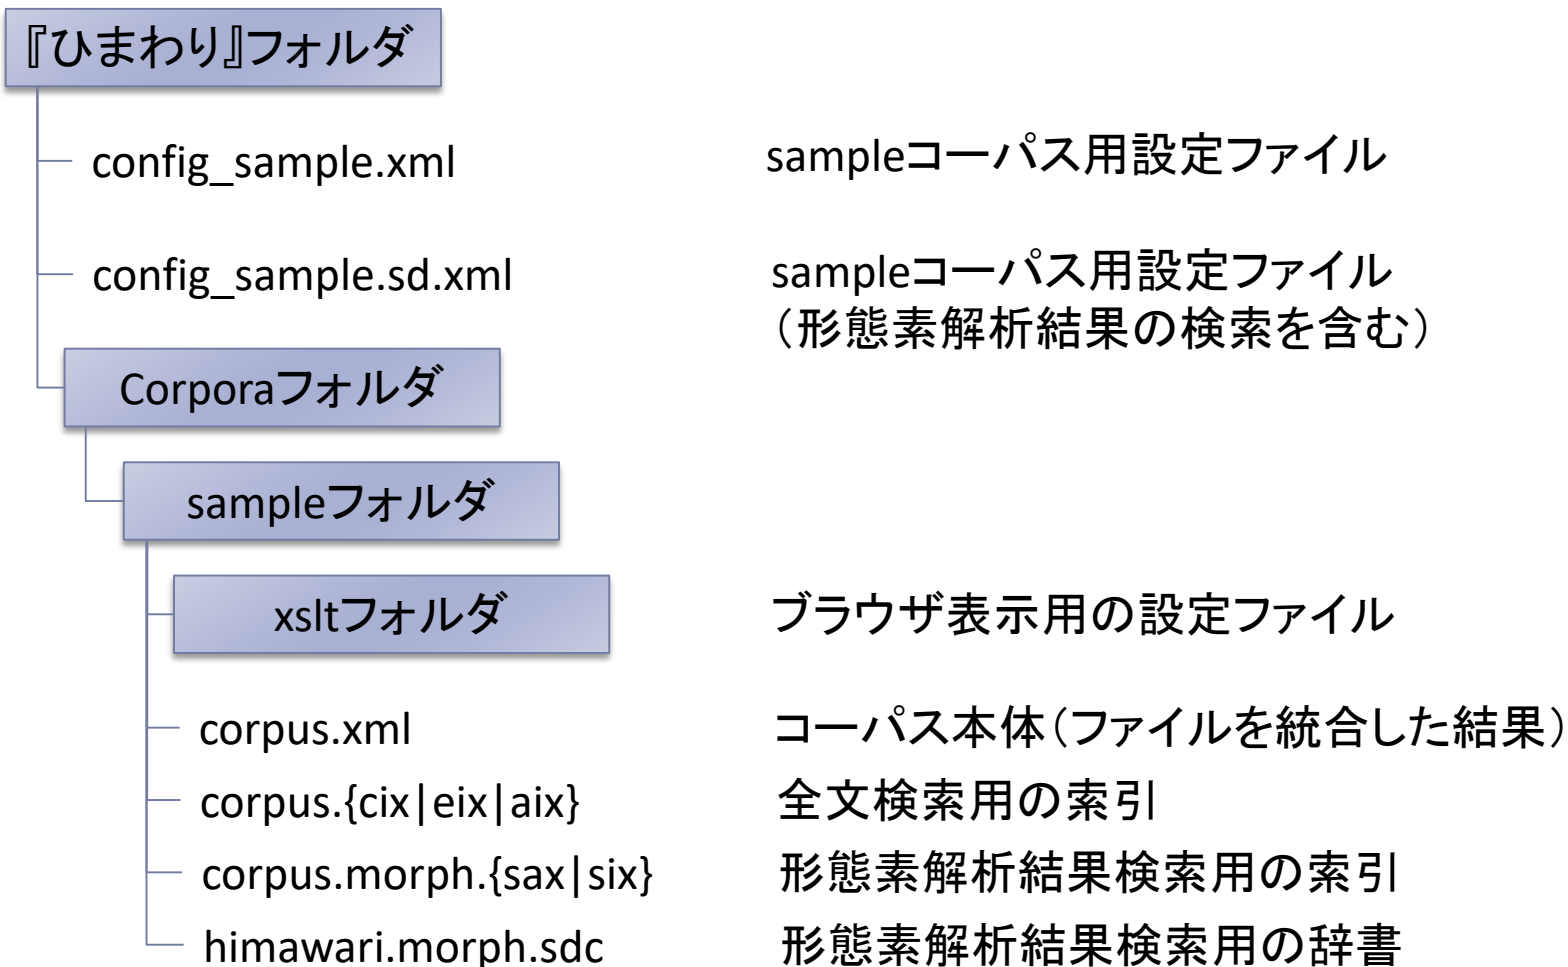 『ひまわり』フォルダ
config_sample.xml sampleコーパス用設定ファイル
config_sample.sd.xml sampleコーパス用設定ファイル
（形態素解析結果の検索を含む）
Corporaフォルダ
sampleフォルダ
xsltフォルダ ブラウザ表示用の設定ファイル
corpus.xml コーパス本体（ファイルを統合した結果）
corpus.{cix|eix|aix} 全文検索用の索引
corpus.morph.{sax|six} 形態素解析結果検索用の索引
himawari.morph.sdc 形態素解析結果検索用の辞書